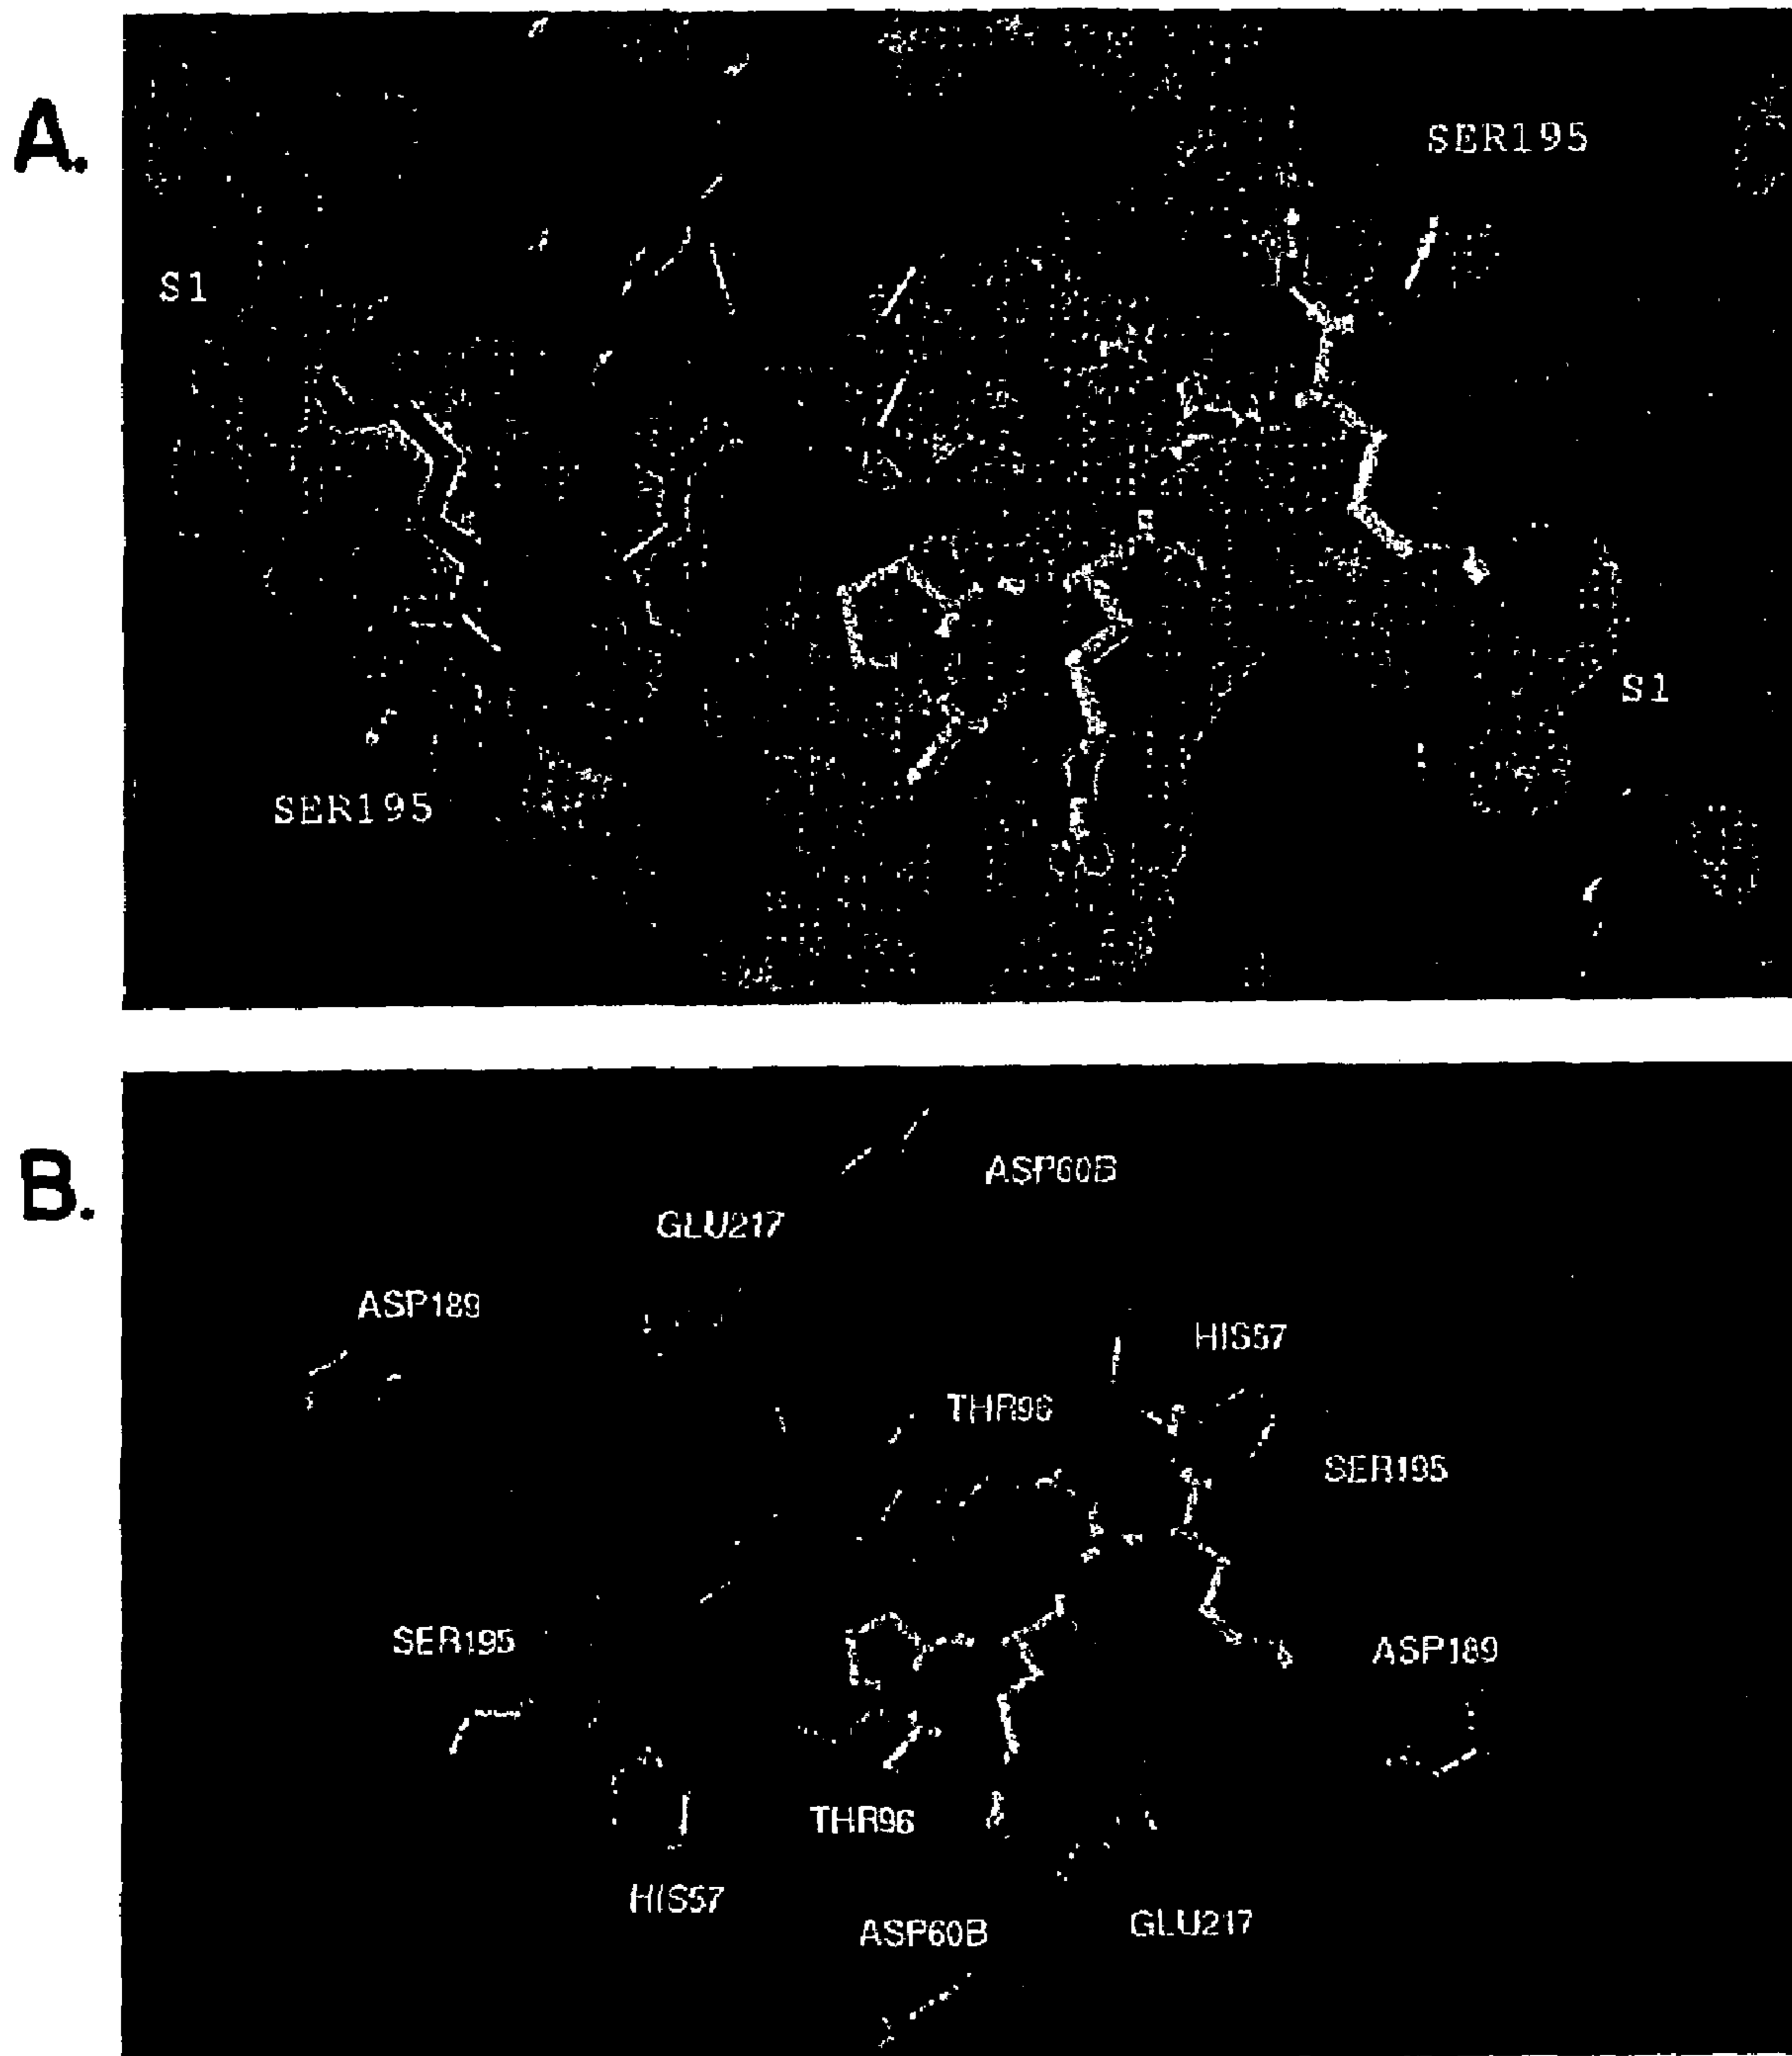 A.
SER195
S1
S1
SER195
B.
ASP60B
GLU217
ASP189
HIS57
THR96
SER195
SER195
ASP189
THR96
HIS57
ASP60B
GLU217